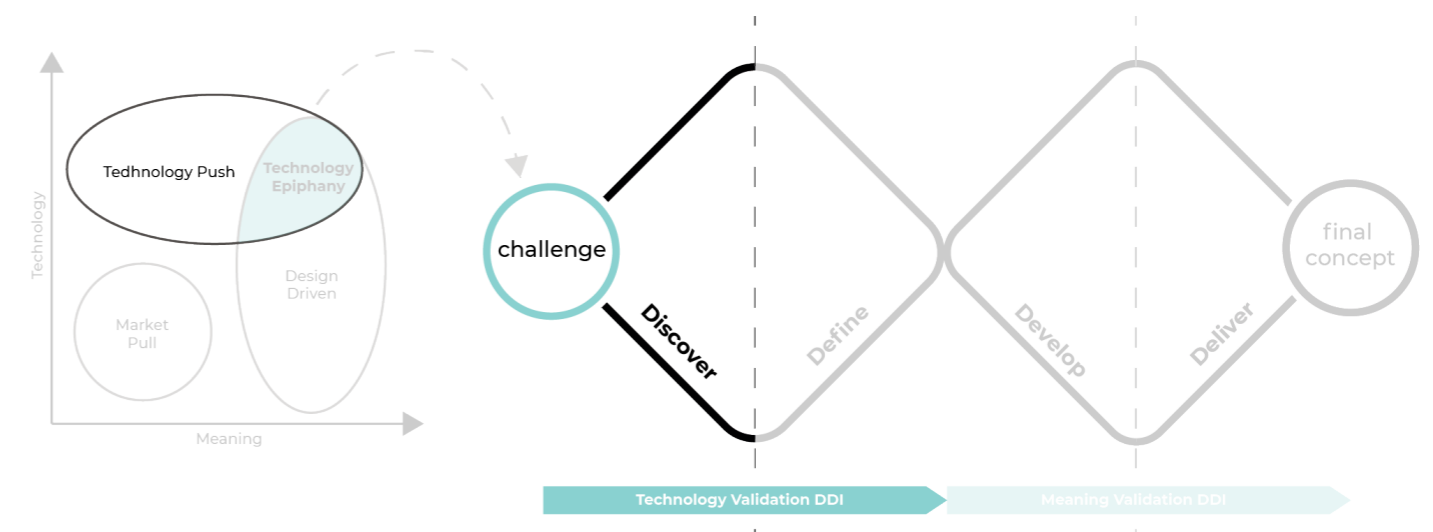 Technology
Tedhnology Push
Technology
Epiphany
Design
Driven
Market
Pull
Meaning
challenge
Discover
Define
Develop
Deliver
final
concept
Technology Validation DDI
Meaning Validation DDI